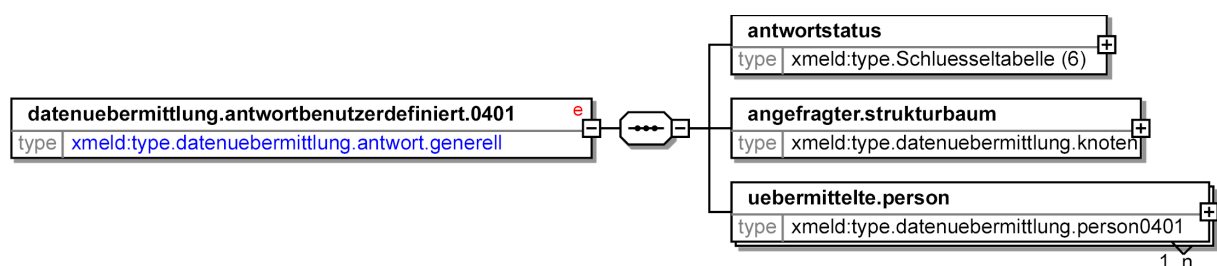 antwortstatus
type xmeld:type.Schluesseltabelle (6)
datenuebermittlung.antwortbenutzerdefiniert.0401 e
type xmeld:type.datenuebermittlung.antwort.generell
angefragter.strukturbaum
type xmeld:type.datenuebermittlung.knoten
uebermittelte.person
type xmeld:type.datenuebermittlung.person0401
1..n